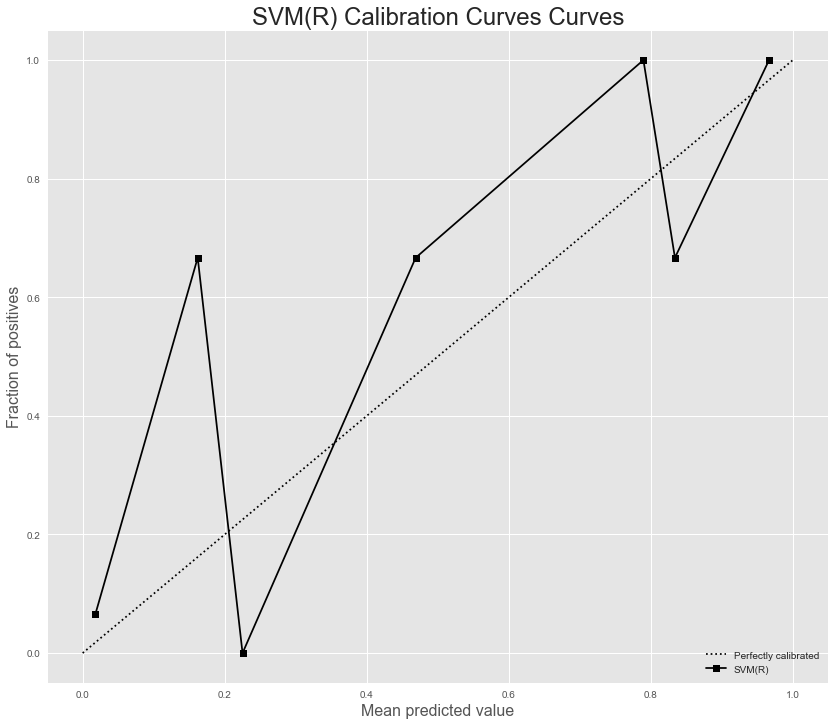 SVM(R) Calibration Curves Curves
1.0
0.8
0.6
0.4
0.2
0.0
Fraction of positives
0.0 0.2 0.4 0.6 0.8 1.0
Mean predicted value
Perfectly calibrated
SVM(R)